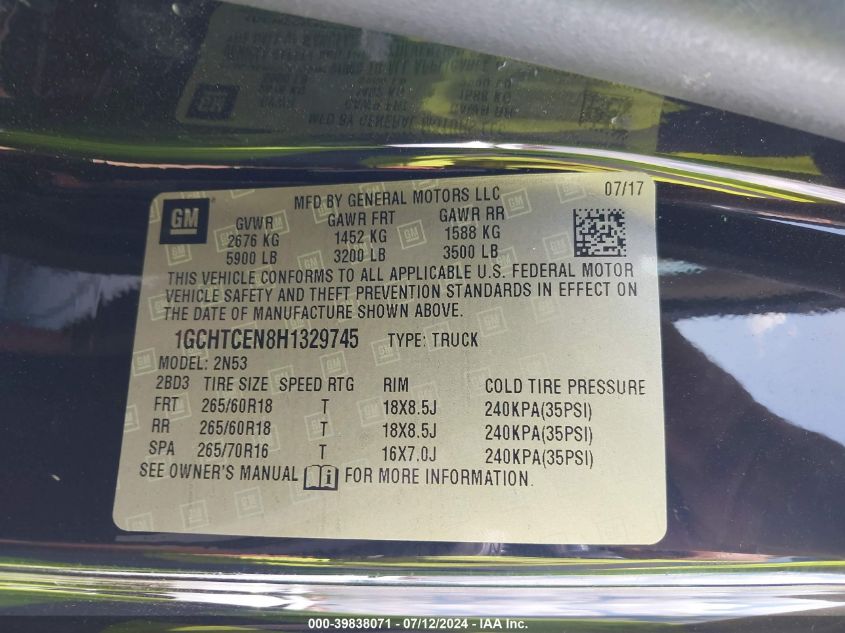 GM
MFD BY GENERAL MOTORS LLC
07/17
GVWR GAWR FRT GAWR RR
2676 KG 1452 KG 1588 KG
5900 LB 3200 LB 3500 LB
THIS VEHICLE CONFORMS TO ALL APPLICABLE U.S. FEDERAL MOTOR
VEHICLE SAFETY AND THEFT PREVENTION STANDARDS IN EFFECT ON
THE DATE OF MANUFACTURE SHOWN ABOVE.
1GCHTCEN8H1329745 TYPE: TRUCK
MODEL: 2N53
2BD3 TIRE SIZE SPEED RTG RIM COLD TIRE PRESSURE
FRT 265/60R18 T 18X8.5J 240KPA(35PSI)
RR 265/60R18 T 18X8.5J 240KPA(35PSI)
SPA 265/70R16 T 16X7.0J 240KPA(35PSI)
SEE OWNER'S MANUAL FOR MORE INFORMATION.
000-39838071 - 07/12/2024 - IAA Inc.